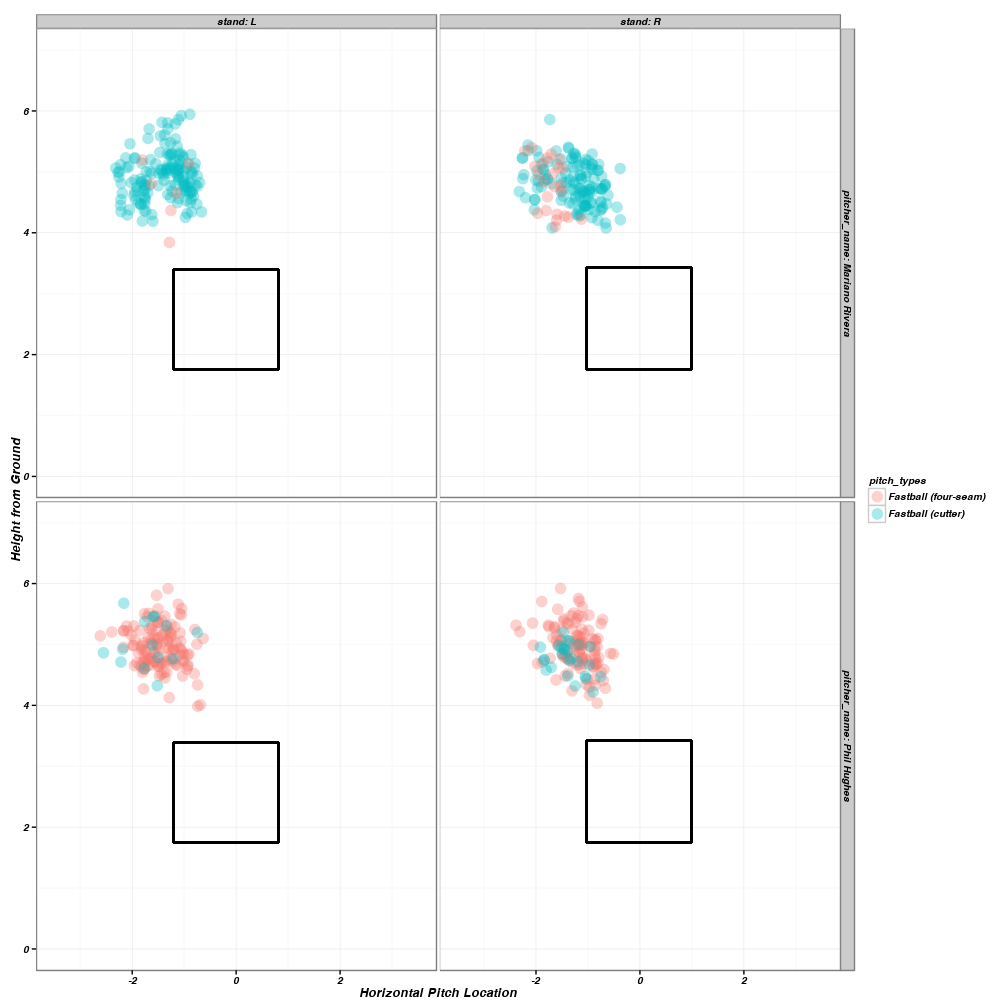 stand: L
stand: R
6
4
2
0
pitcher_name: Mariano Rivera
6
4
2
0
pitcher_name: Phil Hughes
-2
0
2
-2
0
2
Height from Ground
Horizontal Pitch Location
pitch_types
Fastball (four-seam)
Fastball (cutter)